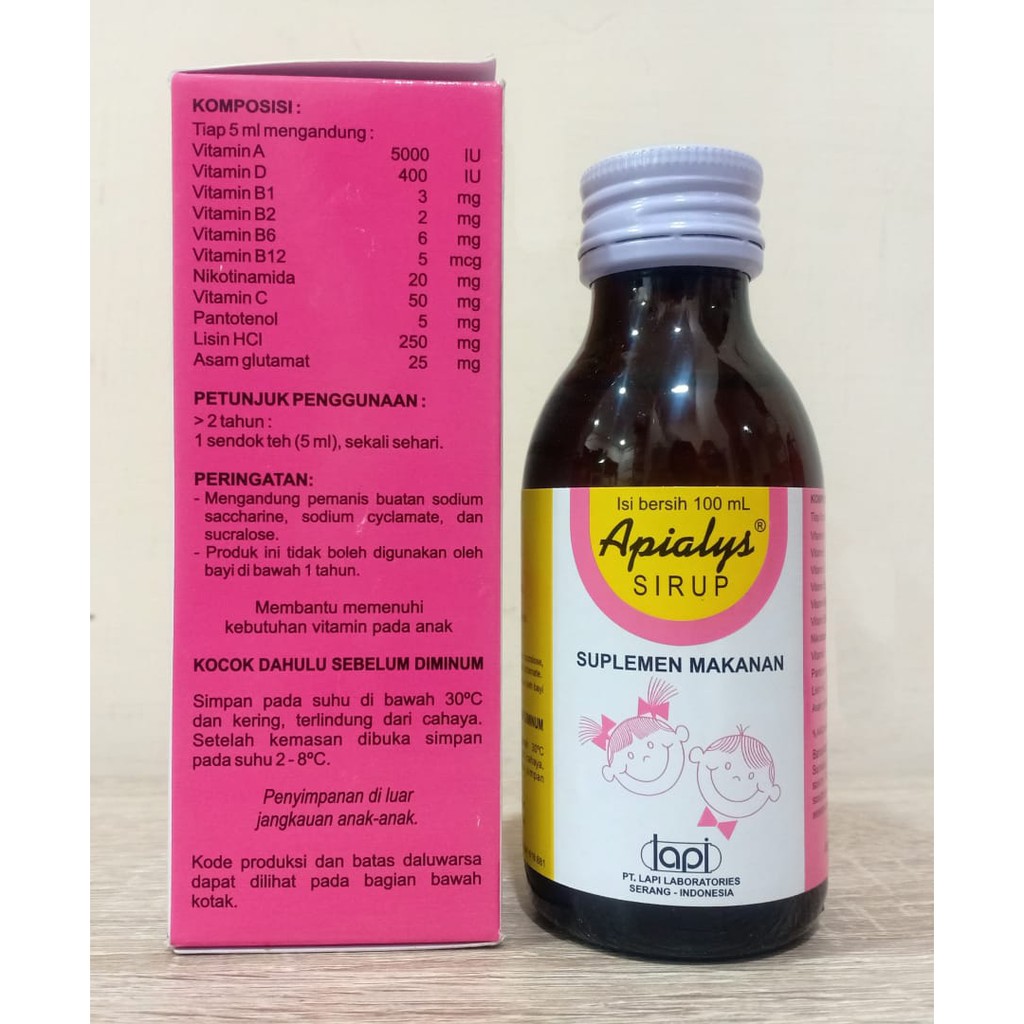 KOMPOSISI :
Tiap 5 ml mengandung :
Vitamin A 5000 IU
Vitamin D 400 IU
Vitamin B1 3 mg
Vitamin B2 2 mg
Vitamin B6 6 mg
Vitamin B12 5 mcg
Nikotinamida 20 mg
Vitamin C 50 mg
Pantotenol 5 mg
Lisin HCl 250 mg
Asam glutamat 25 mg
PETUNJUK PENGGUNAAN :
> 2 tahun :
1 sendok teh (5 ml), sekali sehari.
PERINGATAN:
- Mengandung pemanis buatan sodium
saccharine, sodium cyclamate, dan
sucralose.
- Produk ini tidak boleh digunakan oleh
bayi di bawah 1 tahun.
Membantu memenuhi
kebutuhan vitamin pada anak
KOCOK DAHULU SEBELUM DIMINUM
Simpan pada suhu di bawah 30ºC
dan kering, terlindung dari cahaya.
Setelah kemasan dibuka simpan
pada suhu 2 - 8ºC.
Penyimpanan di luar
jangkauan anak-anak.
Kode produksi dan batas daluwarsa
dapat dilihat pada bagian bawah
kotak.
Isi bersih 100 mL
Apialys®
SIRUP
SUPLEMEN MAKANAN
lapi
PT. LAPI LABORATORIES
SERANG - INDONESIA